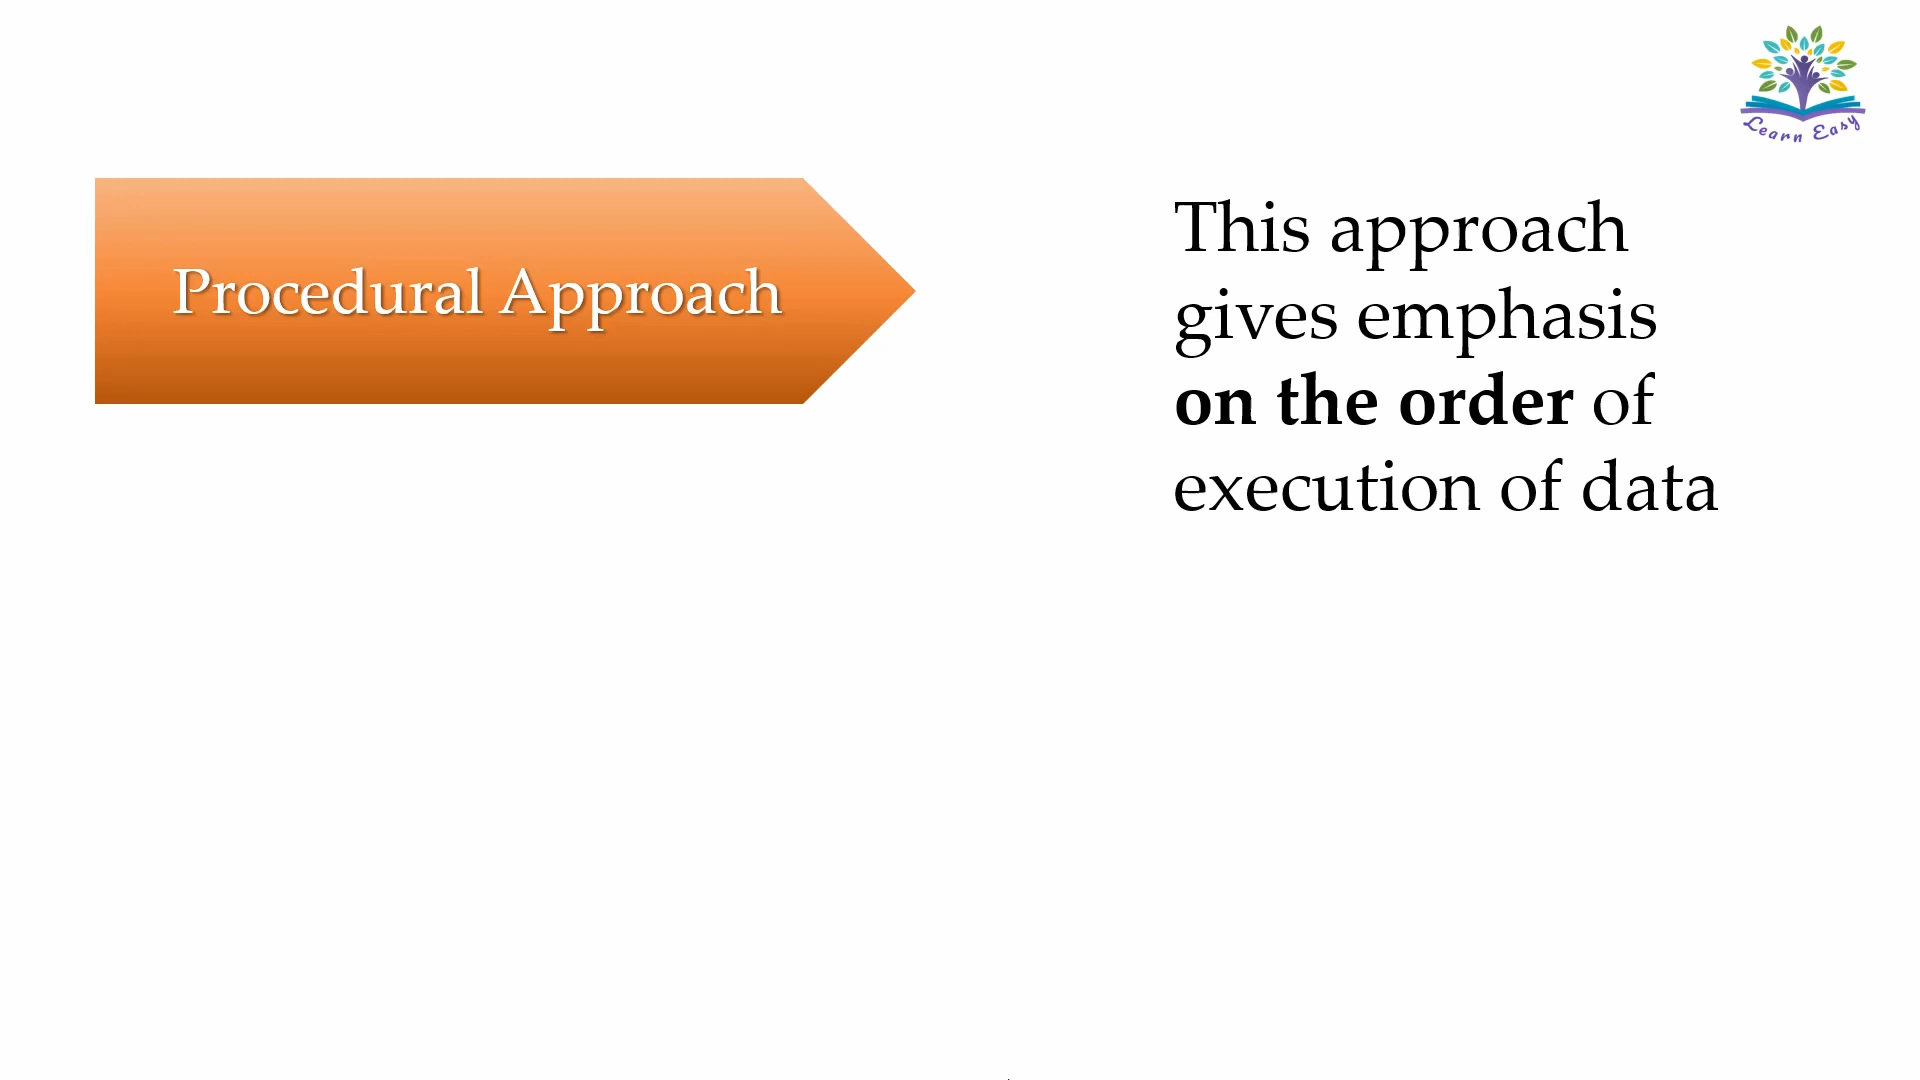 Learn Easy
Procedural Approach
This approach
gives emphasis
on the order of
execution of data